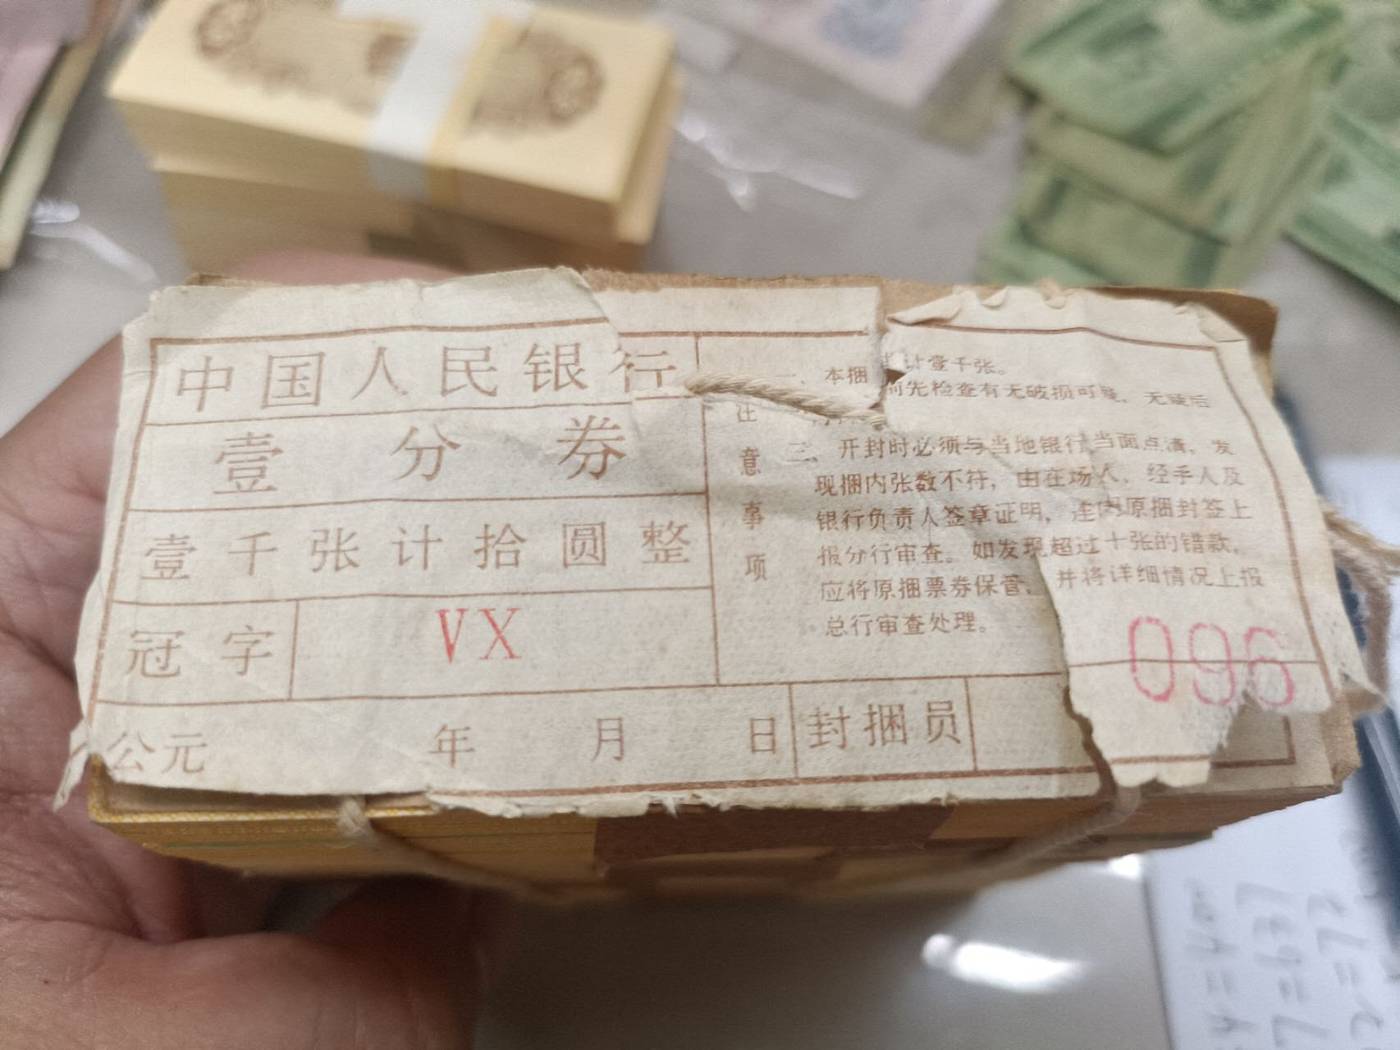 中国人民银行
壹分券
壹千张计拾圆整
冠字 VX
公元 年 月 日 封捆员
注意事项
一、本捆 计壹千张。
前先检查有无破损可疑，无疑后
三、开封时必须与当地银行当面点清，发
现捆内张数不符，由在场人、经手人及
银行负责人签章证明，连内原捆封签上
报分行审查。如发现超过十张的错款，
应将原捆票券保管，并将详细情况上报
总行审查处理。
096